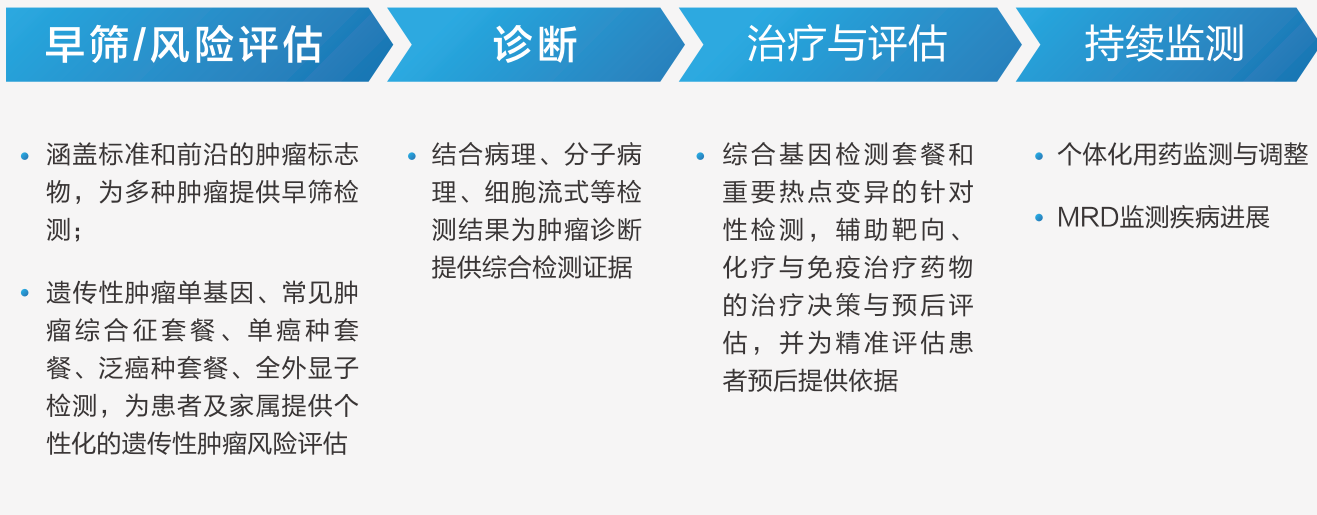 早筛/风险评估
涵盖标准和前沿的肿瘤标志
物，为多种肿瘤提供早筛检
测；
遗传性肿瘤单基因、常见肿
瘤综合征套餐、单癌种套
餐、泛癌种套餐、全外显子
检测，为患者及家属提供个
性化的遗传性肿瘤风险评估
诊断
结合病理、分子病
理、细胞流式等检
测结果为肿瘤诊断
提供综合检测证据
治疗与评估
综合基因检测套餐和
重要热点变异的针对
性检测，辅助靶向、
化疗与免疫治疗药物
的治疗决策与预后评
估，并为精准评估患
者预后提供依据
持续监测
个体化用药监测与调整
MRD监测疾病进展